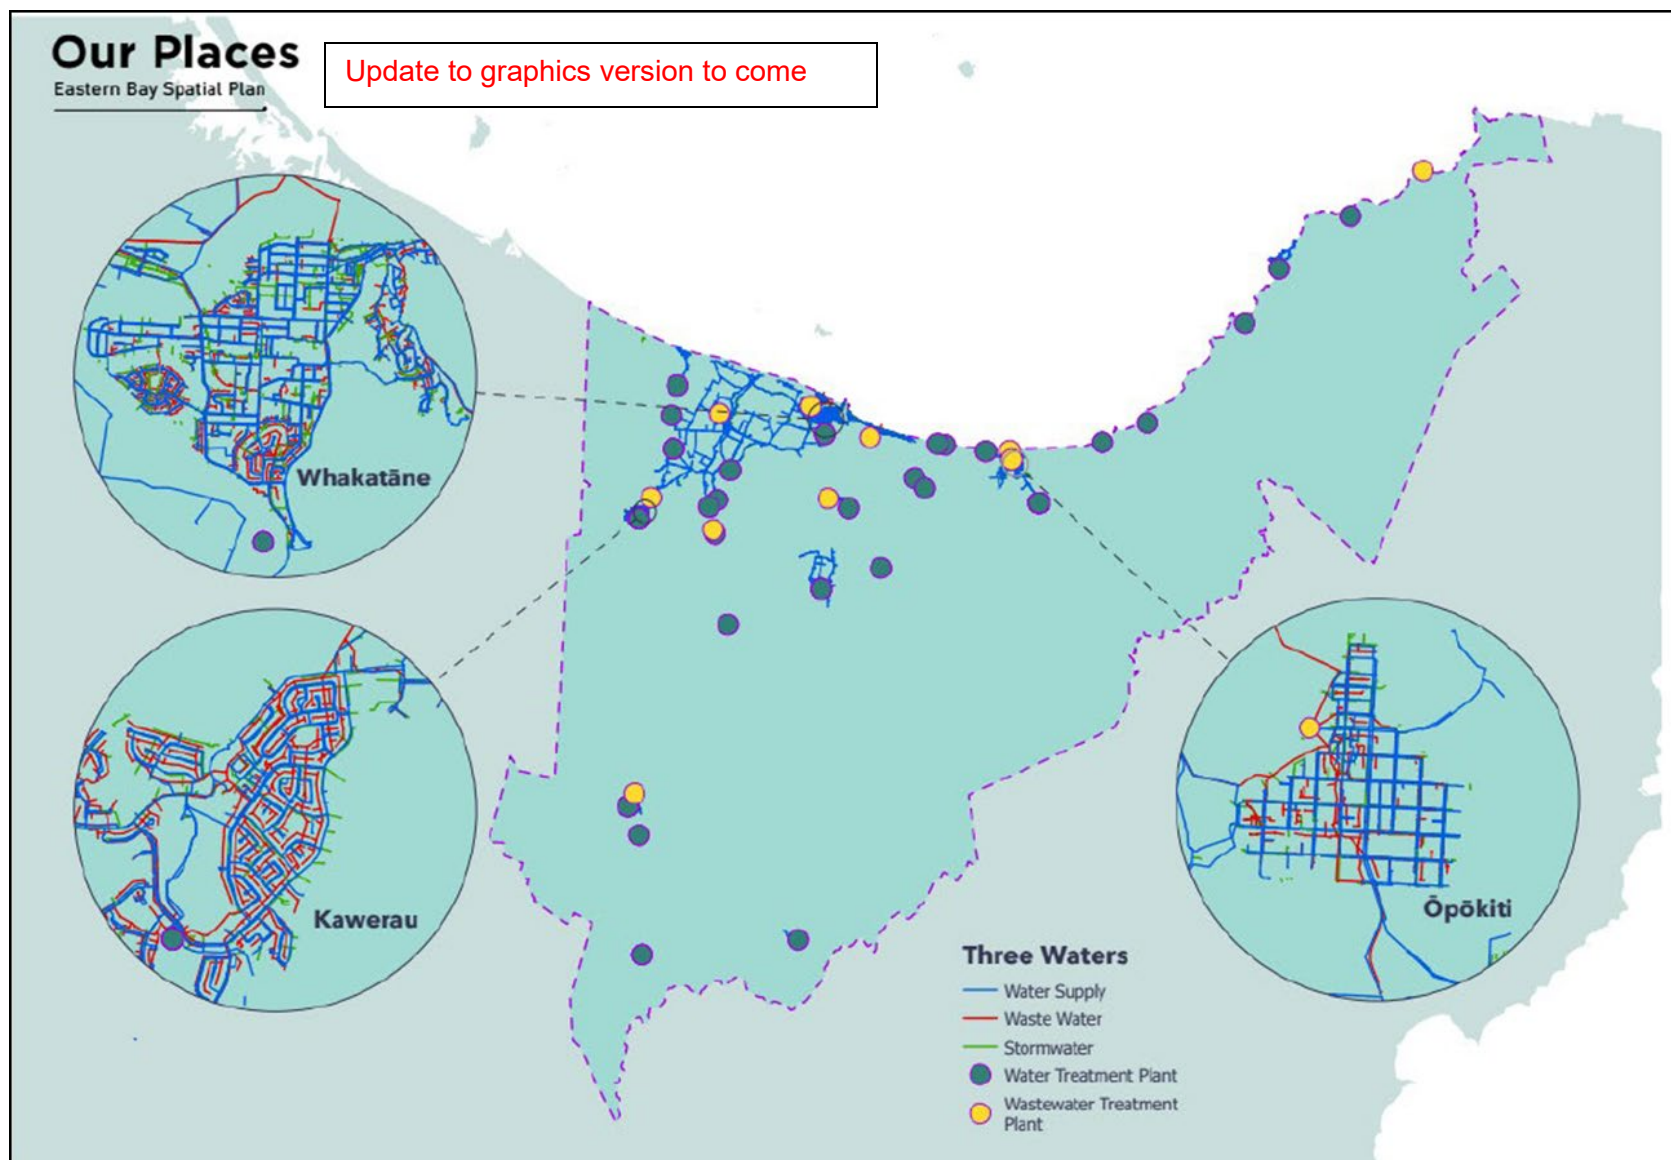 Our Places
Eastern Bay Spatial Plan
Update to graphics version to come
Whakatāne
Kawerau
Ōpōkiti
Three Waters
Water Supply
Waste Water
Stormwater
Water Treatment Plant
Wastewater Treatment
Plant